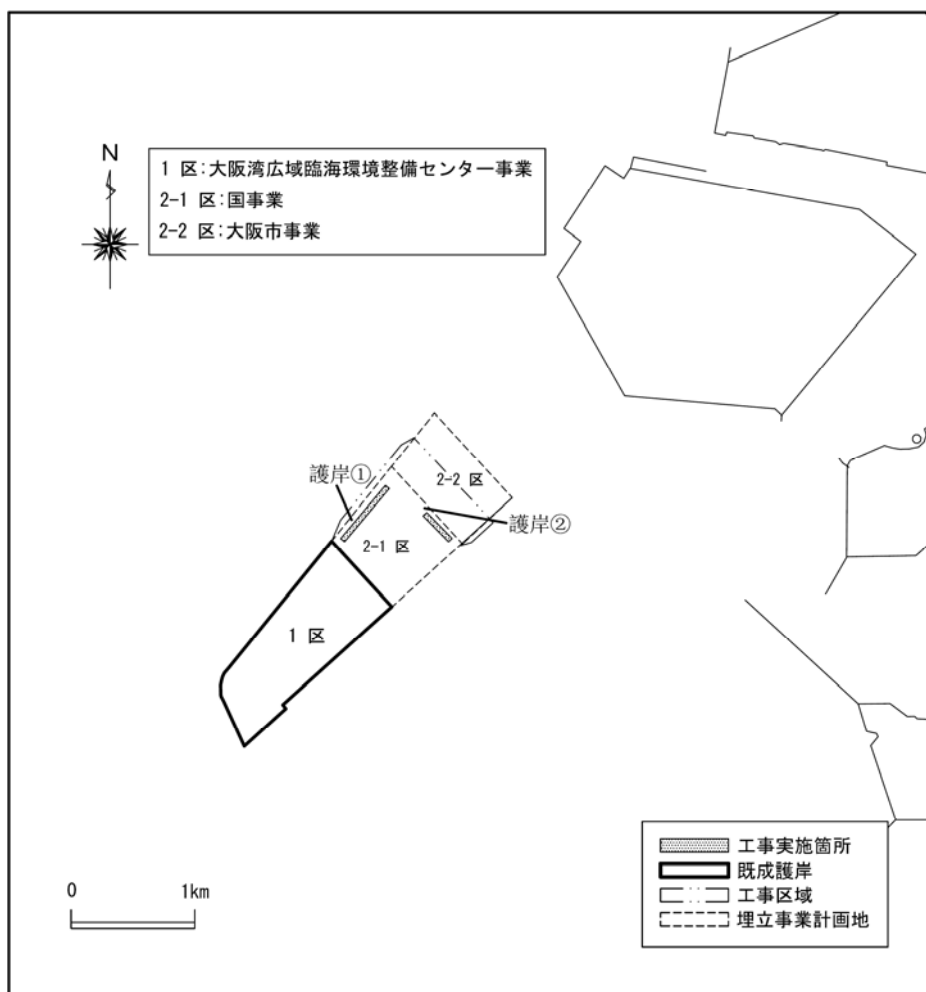 N
1 区:大阪湾広域臨海環境整備センター事業
2-1 区:国事業
2-2 区:大阪市事業
護岸①
2-2 区
護岸②
2-1 区
1 区
工事実施箇所
既成護岸
工事区域
埋立事業計画地
0 1km